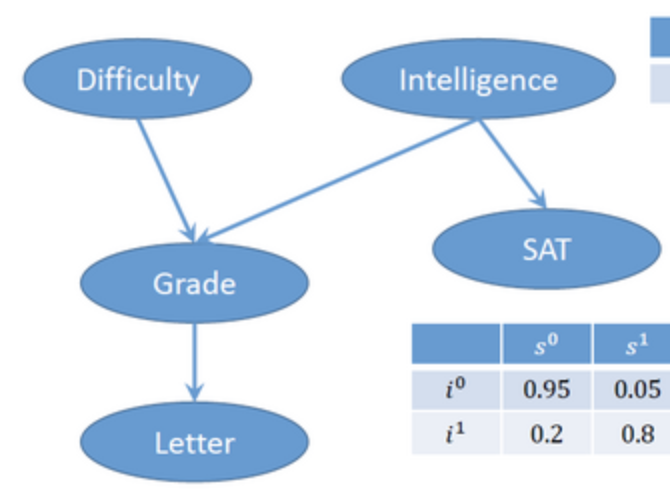 Difficulty
Intelligence
Grade
SAT
Letter
s⁰ s¹
i⁰ 0.95 0.05
i¹ 0.2 0.8